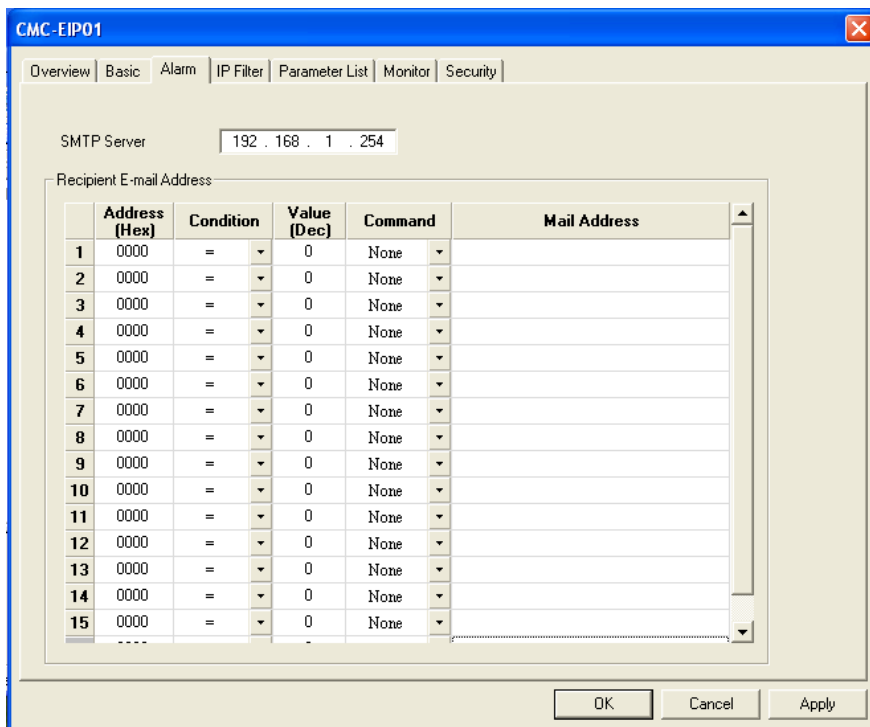 CMC-EIP01
Overview Basic Alarm IP Filter Parameter List Monitor Security
SMTP Server 192 . 168 . 1 . 254
Recipient E-mail Address
Address (Hex) Condition Value (Dec) Command Mail Address
1 0000 = 0 None
2 0000 = 0 None
3 0000 = 0 None
4 0000 = 0 None
5 0000 = 0 None
6 0000 = 0 None
7 0000 = 0 None
8 0000 = 0 None
9 0000 = 0 None
10 0000 = 0 None
11 0000 = 0 None
12 0000 = 0 None
13 0000 = 0 None
14 0000 = 0 None
15 0000 = 0 None
OK Cancel Apply